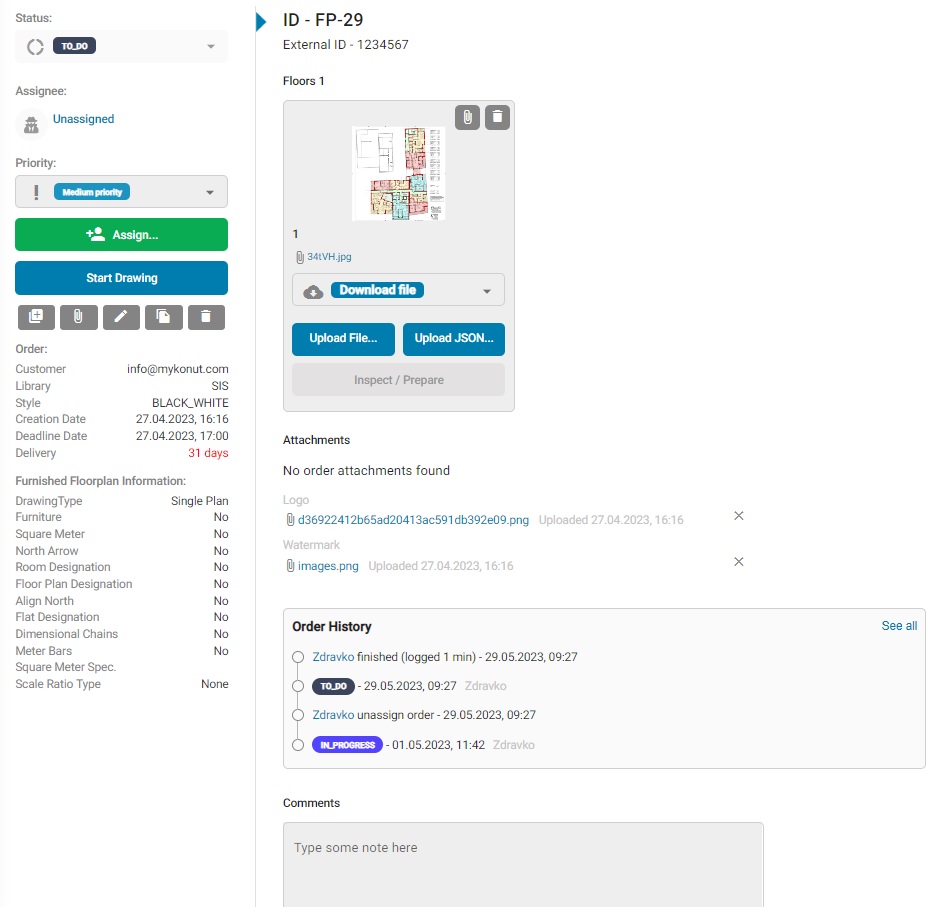 Status:
TO_DO
Assignee:
Unassigned
Priority:
Medium priority
Assign...
Start Drawing
Order:
Customer info@mykonut.com
Library SIS
Style BLACK_WHITE
Creation Date 27.04.2023, 16:16
Deadline Date 27.04.2023, 17:00
Delivery 31 days
Furnished Floorplan Information:
DrawingType Single Plan
Furniture No
Square Meter No
North Arrow No
Room Designation No
Floor Plan Designation No
Align North No
Flat Designation No
Dimensional Chains No
Meter Bars No
Square Meter Spec.
Scale Ratio Type None
ID - FP-29
External ID - 1234567
Floors 1
1
34tVH.jpg
Download file
Upload File...
Upload JSON...
Inspect / Prepare
Attachments
No order attachments found
Logo
d36922412b65ad20413ac591db392e09.png Uploaded 27.04.2023, 16:16
Watermark
images.png Uploaded 27.04.2023, 16:16
Order History See all
Zdravko finished (logged 1 min) - 29.05.2023, 09:27
TO_DO - 29.05.2023, 09:27 Zdravko
Zdravko unassign order - 29.05.2023, 09:27
IN_PROGRESS - 01.05.2023, 11:42 Zdravko
Comments
Type some note here